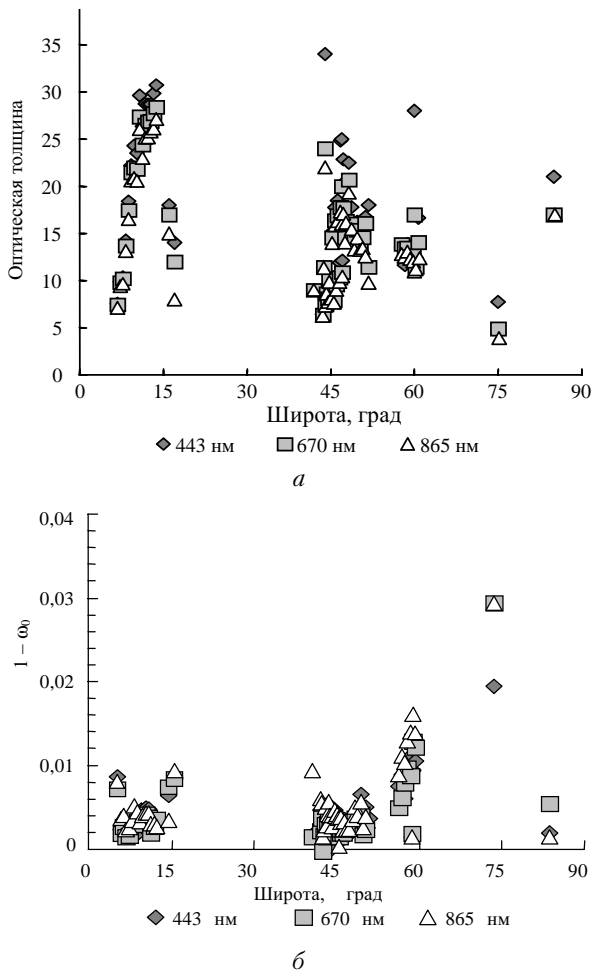 35
30
25
20
15
10
5
0
Оптическая толщина
0 15 30 45 60 75 90
Широта, град
443 нм 670 нм 865 нм
а
0,04
0,03
0,02
0,01
0
1 – ω₀
0 15 30 45 60 75 90
Широта, град
443 нм 670 нм 865 нм
б